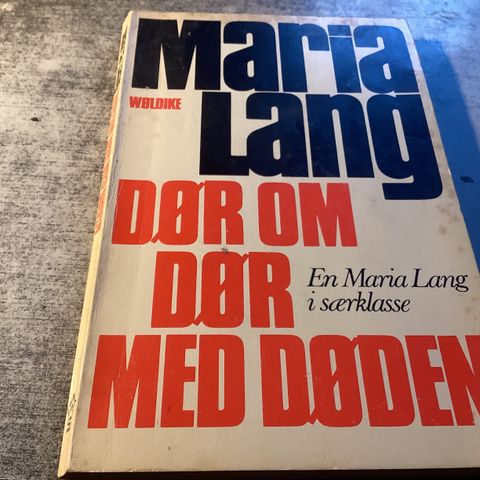 Maria
WØLDIKE
Lang
DØR OM
DØR
En Maria Lang
i særklasse
MED DØDEN